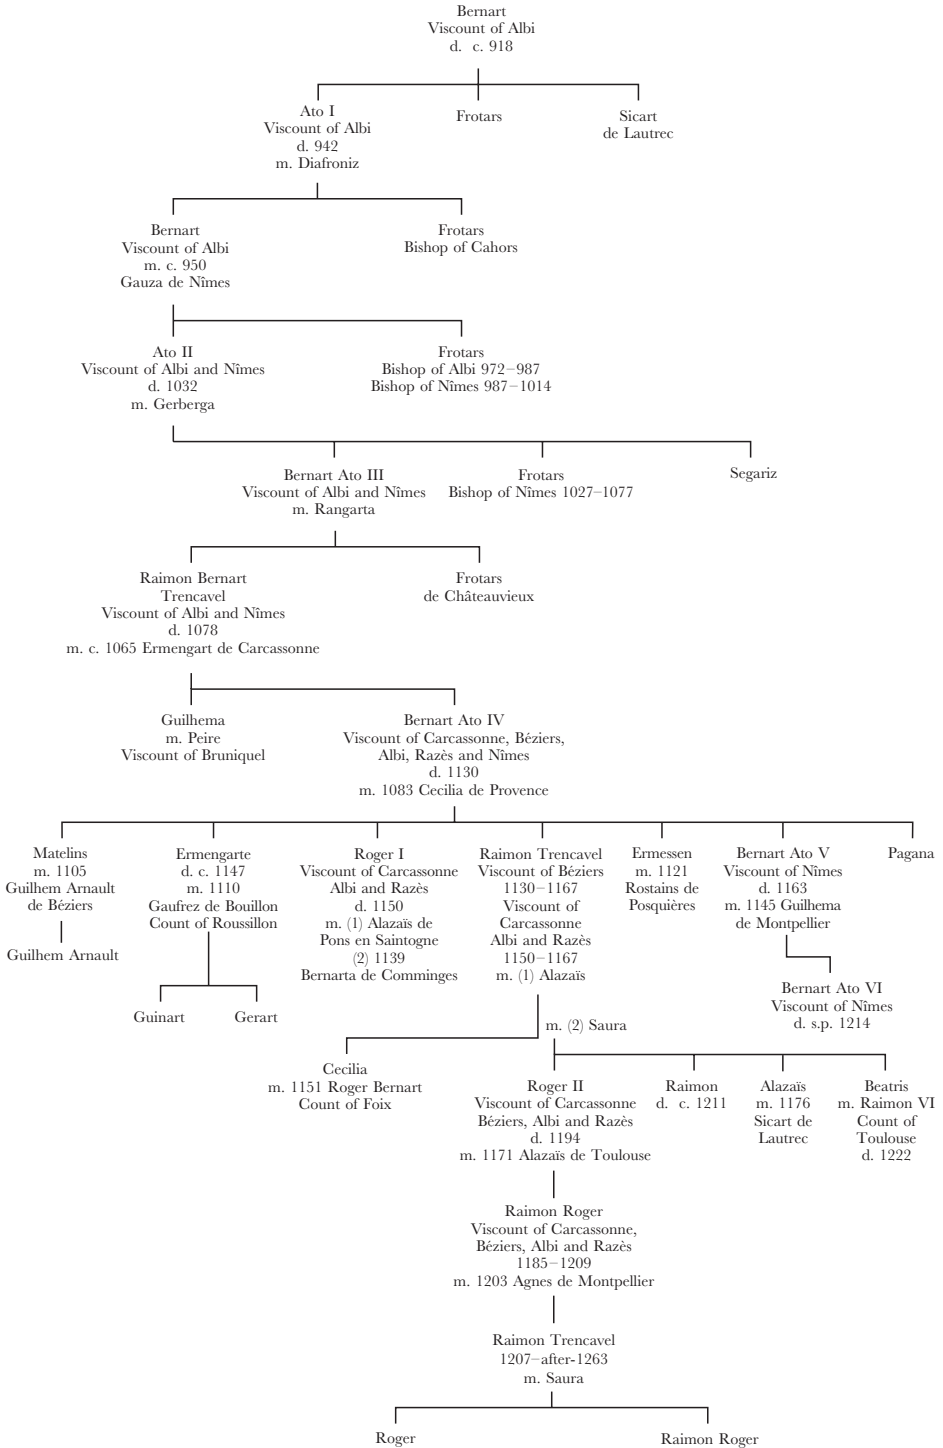 Bernart
Viscount of Albi
d. c. 918
Ato I
Viscount of Albi
d. 942
m. Diafroniz
Frotars
Sicart
de Lautrec
Bernart
Viscount of Albi
m. c. 950
Gauza de Nîmes
Frotars
Bishop of Cahors
Ato II
Viscount of Albi and Nîmes
d. 1032
m. Gerberga
Frotars
Bishop of Albi 972–987
Bishop of Nîmes 987–1014
Bernart Ato III
Viscount of Albi and Nîmes
m. Rangarta
Frotars
Bishop of Nîmes 1027–1077
Segariz
Raimon Bernart
Trencavel
Viscount of Albi and Nîmes
d. 1078
m. c. 1065 Ermengart de Carcassonne
Frotars
de Châteauvieux
Guilhema
m. Peire
Viscount of Bruniquel
Bernart Ato IV
Viscount of Carcassonne, Béziers,
Albi, Razès and Nîmes
d. 1130
m. 1083 Cecilia de Provence
Matelins
m. 1105
Guilhem Arnault
de Béziers
Guilhem Arnault
Ermengarte
d. c. 1147
m. 1110
Gaufrez de Bouillon
Count of Roussillon
Guinart
Gerart
Roger I
Viscount of Carcassonne
Albi and Razès
d. 1150
m. (1) Alazaïs de
Pons en Saintogne
(2) 1139
Bernarta de Comminges
Raimon Trencavel
Viscount of Béziers
1130–1167
Viscount of
Carcassonne
Albi and Razès
1150–1167
m. (1) Alazaïs
Ermessen
m. 1121
Rostains de
Posquières
Bernart Ato V
Viscount of Nîmes
d. 1163
m. 1145 Guilhema
de Montpellier
Pagana
Bernart Ato VI
Viscount of Nîmes
d. s.p. 1214
m. (2) Saura
Cecilia
m. 1151 Roger Bernart
Count of Foix
Roger II
Viscount of Carcassonne
Béziers, Albi and Razès
d. 1194
m. 1171 Alazaïs de Toulouse
Raimon
d. c. 1211
Alazaïs
m. 1176
Sicart de
Lautrec
Beatris
m. Raimon VI
Count of
Toulouse
d. 1222
Raimon Roger
Viscount of Carcassonne,
Béziers, Albi and Razès
1185–1209
m. 1203 Agnes de Montpellier
Raimon Trencavel
1207–after-1263
m. Saura
Roger
Raimon Roger